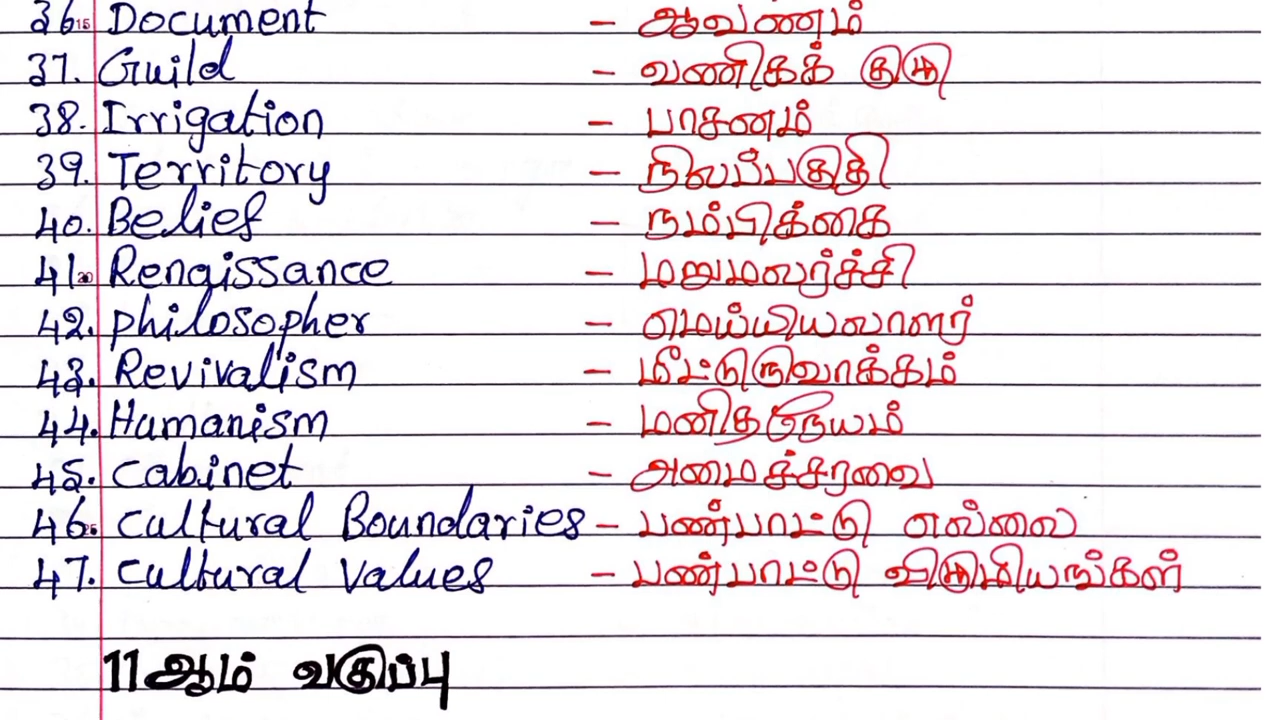 36. Document - ஆவணம்
37. Guild - வணிகக் குழு
38. Irrigation - பாசனம்
39. Territory - நிலப்பகுதி
40. Belief - நம்பிக்கை
41. Renaissance - மறுமலர்ச்சி
42. philosopher - மெய்யியலாளர்
43. Revivalism - மீட்டுருவாக்கம்
44. Humanism - மனிதநேயம்
45. Cabinet - அமைச்சரவை
46. Cultural Boundaries - பண்பாட்டு எல்லை
47. Cultural Values - பண்பாட்டு விழுமியங்கள்
11 ஆம் வகுப்பு